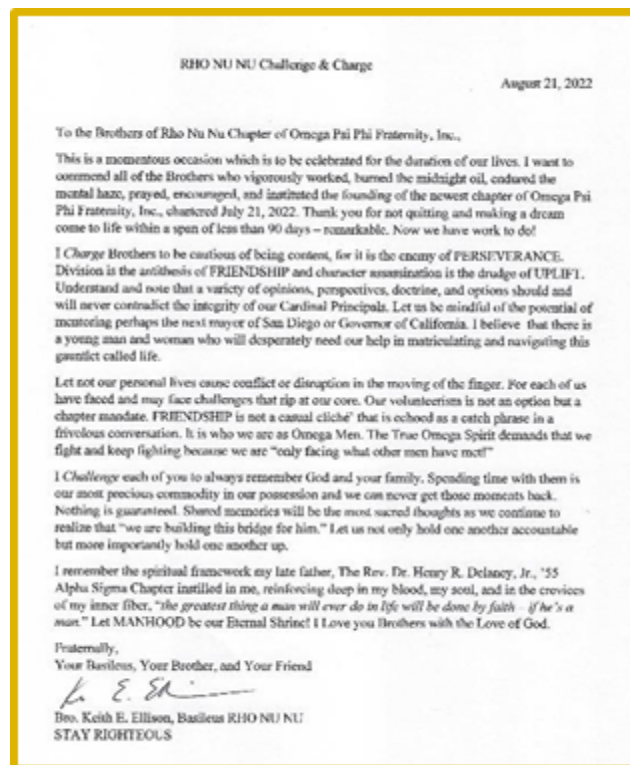 RHO NU NU Challenge & Charge
August 21, 2022
To the Brothers of Rho Nu Nu Chapter of Omega Psi Phi Fraternity, Inc.,
This is a momentous occasion which is to be celebrated for the duration of our lives. I want to
commend all of the Brothers who vigorously worked, burned the midnight oil, endured the
mental haze, prayed, encouraged, and instituted the founding of the newest chapter of Omega Psi
Phi Fraternity, Inc., chartered July 21, 2022. Thank you for not quitting and making a dream
come to life within a span of less than 90 days – remarkable. Now we have work to do!
I Charge Brothers to be cautious of being content, for it is the enemy of PERSEVERANCE.
Division is the antithesis of FRIENDSHIP and character assassination is the drudge of UPLIFT.
Understand and note that a variety of opinions, perspectives, doctrine, and options should and
will never contradict the integrity of our Cardinal Principals. Let us be mindful of the potential of
mentoring perhaps the next mayor of San Diego or Governor of California. I believe that there is
a young man and woman who will desperately need our help in matriculating and navigating this
gauntlet called life.
Let not our personal lives cause conflict or disruption in the moving of the finger. For each of us
have faced and may face challenges that rip at our core. Our volunteerism is not an option but a
chapter mandate. FRIENDSHIP is not a casual cliché' that is echoed as a catch phrase in a
frivolous conversation. It is who we are as Omega Men. The True Omega Spirit demands that we
fight and keep fighting because we are "only facing what other men have met!"
I Challenge each of you to always remember God and your family. Spending time with them is
our most precious commodity in our possession and we can never get those moments back.
Nothing is guaranteed. Shared memories will be the most sacred thoughts as we continue to
realize that "we are building this bridge for him." Let us not only hold one another accountable
but more importantly hold one another up.
I remember the spiritual framework my late father, The Rev. Dr. Henry R. Delaney, Jr., '55
Alpha Sigma Chapter instilled in me, reinforcing deep in my blood, my soul, and in the crevices
of my inner fiber, "the greatest thing a man will ever do in life will be done by faith – if he's a
man." Let MANHOOD be our Eternal Shrine! I Love you Brothers with the Love of God.
Fraternally,
Your Basileus, Your Brother, and Your Friend
Bro. Keith E. Ellison, Basileus RHO NU NU
STAY RIGHTEOUS